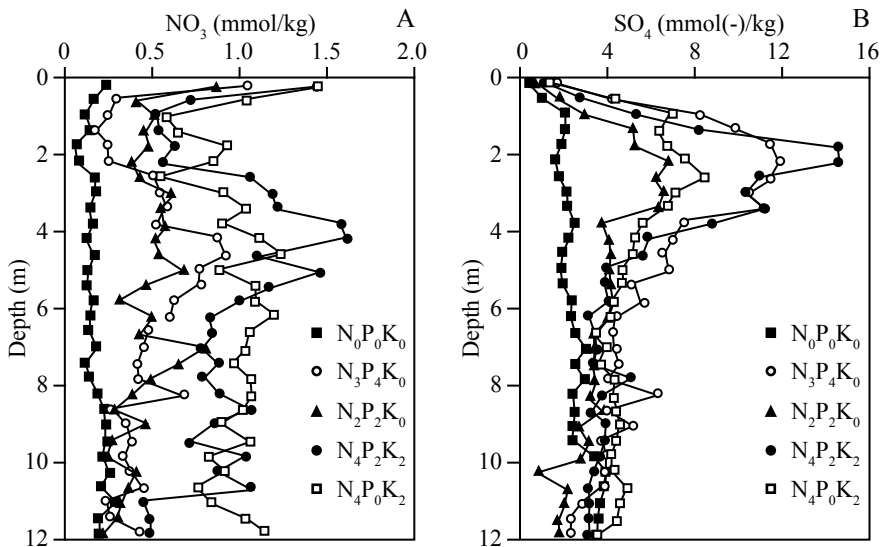 NO₃ (mmol/kg) A
0 0.5 1.0 1.5 2.0
Depth (m)
0
2
4
6
8
10
12
N₀P₀K₀
N₃P₄K₀
N₂P₂K₀
N₄P₂K₂
N₄P₀K₂
SO₄ (mmol(-)/kg) B
0 4 8 12 16
Depth (m)
0
2
4
6
8
10
12
N₀P₀K₀
N₃P₄K₀
N₂P₂K₀
N₄P₂K₂
N₄P₀K₂